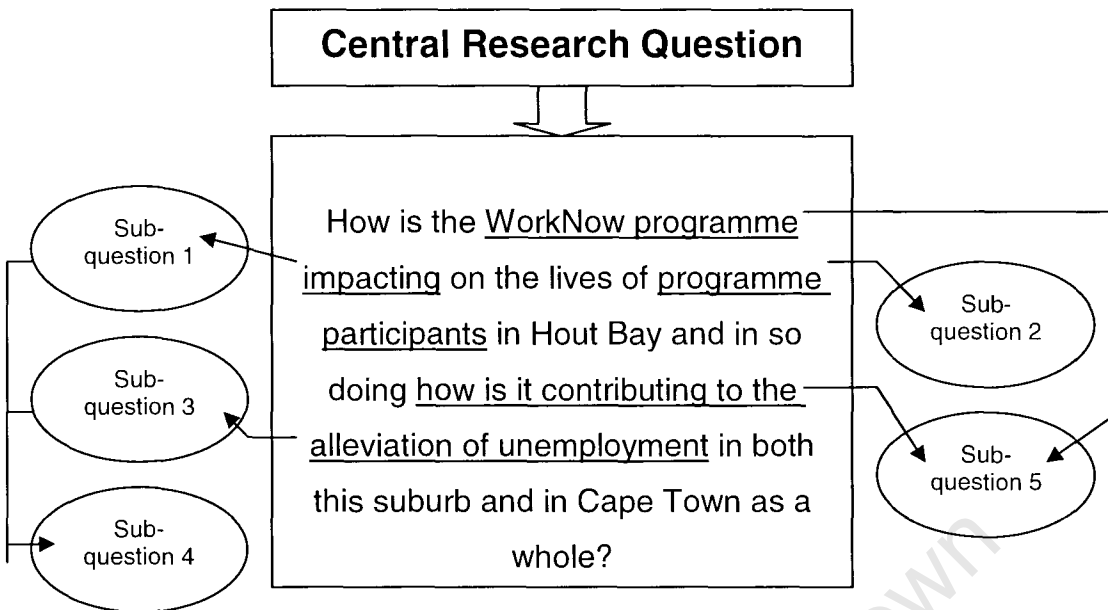 Central Research Question
How is the WorkNow programme
impacting on the lives of programme
participants in Hout Bay and in so
doing how is it contributing to the
alleviation of unemployment in both
this suburb and in Cape Town as a
whole?
Sub-
question 1
Sub-
question 2
Sub-
question 3
Sub-
question 5
Sub-
question 4